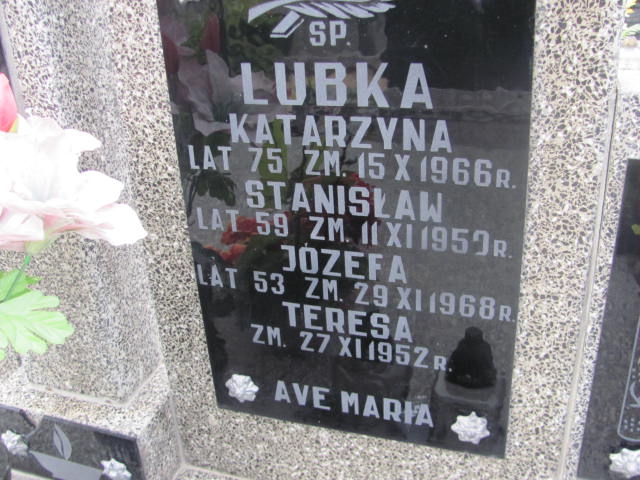 ŚP.
LUBKA
KATARZYNA
LAT 75 ZM. 15 X 1966 R.
STANISŁAW
LAT 59 ZM. 11 XI 1959 R.
JÓZEFA
LAT 53 ZM. 29 XI 1968 R.
TERESA
ZM. 27 XI 1952 R.
AVE MARIA